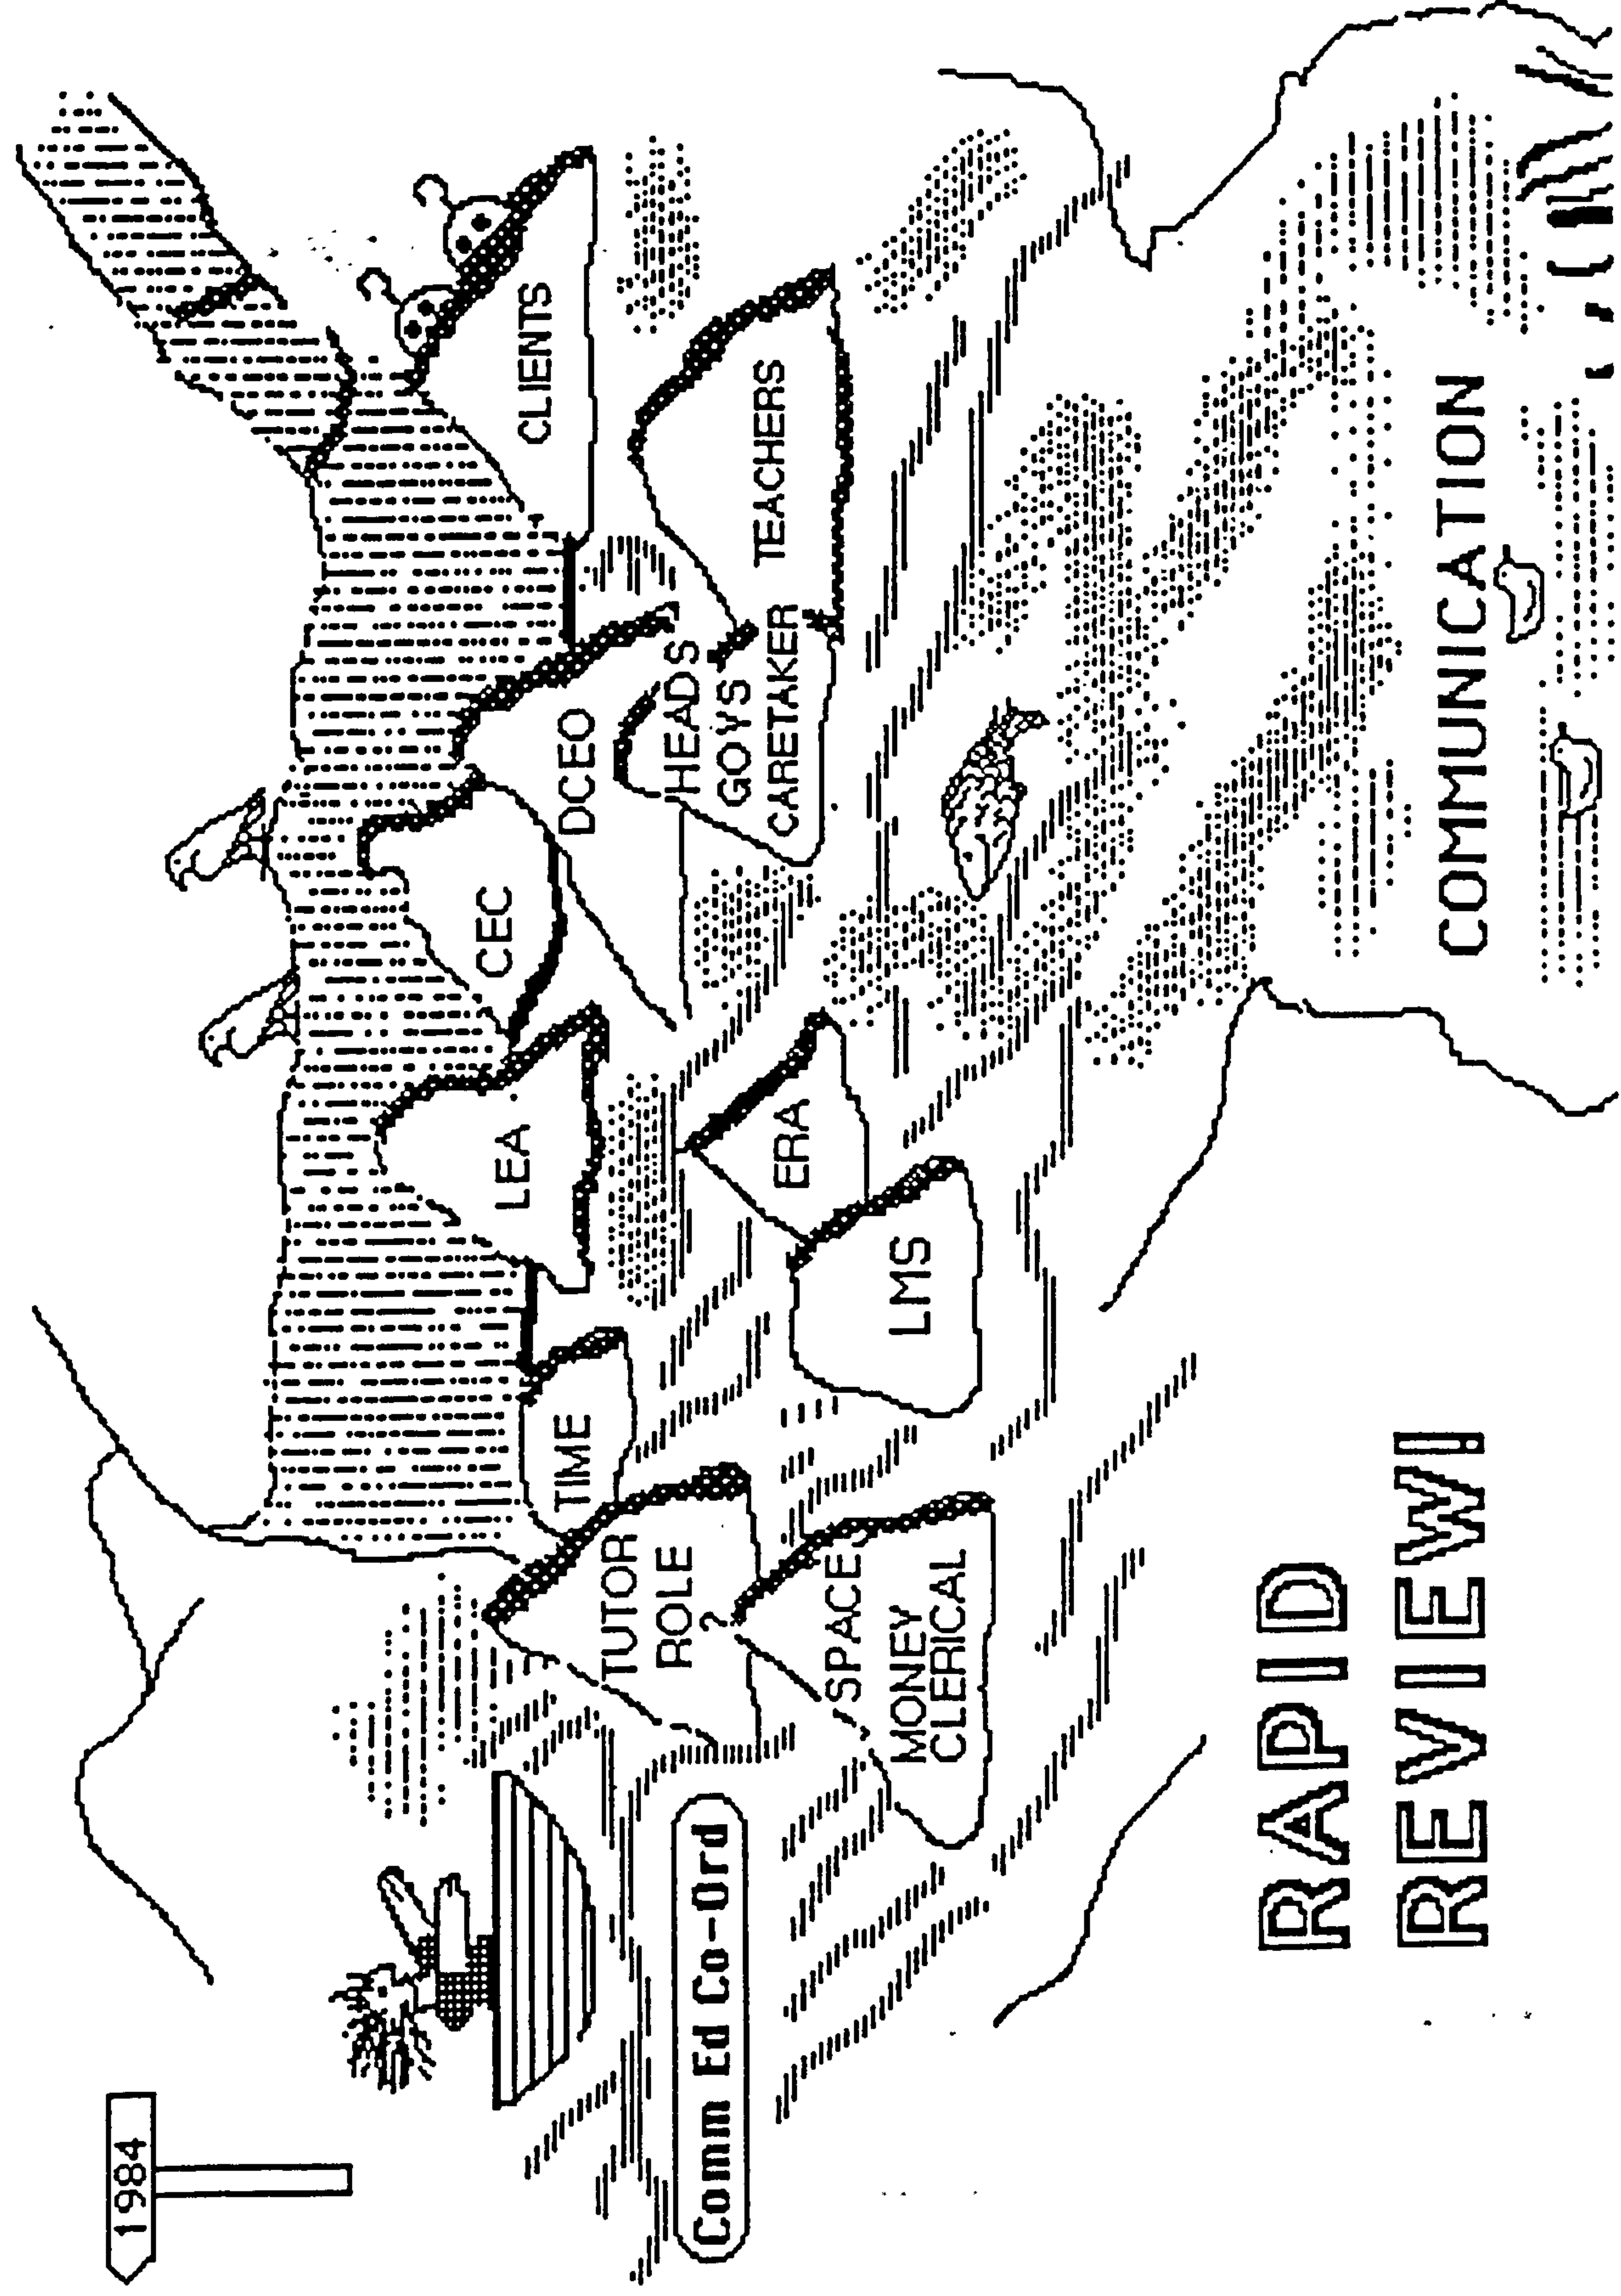 1984
CEC
LEA
CLIENTS
TIME
DCEO
TUTOR
ROLE
?
HEADS
GOVS
CARETAKER
TEACHERS
Comm Ed Co-Ord
ERA
SPACE
MONEY
CLERICAL
LMS
RAPID
REVIEW!
COMMUNICATION